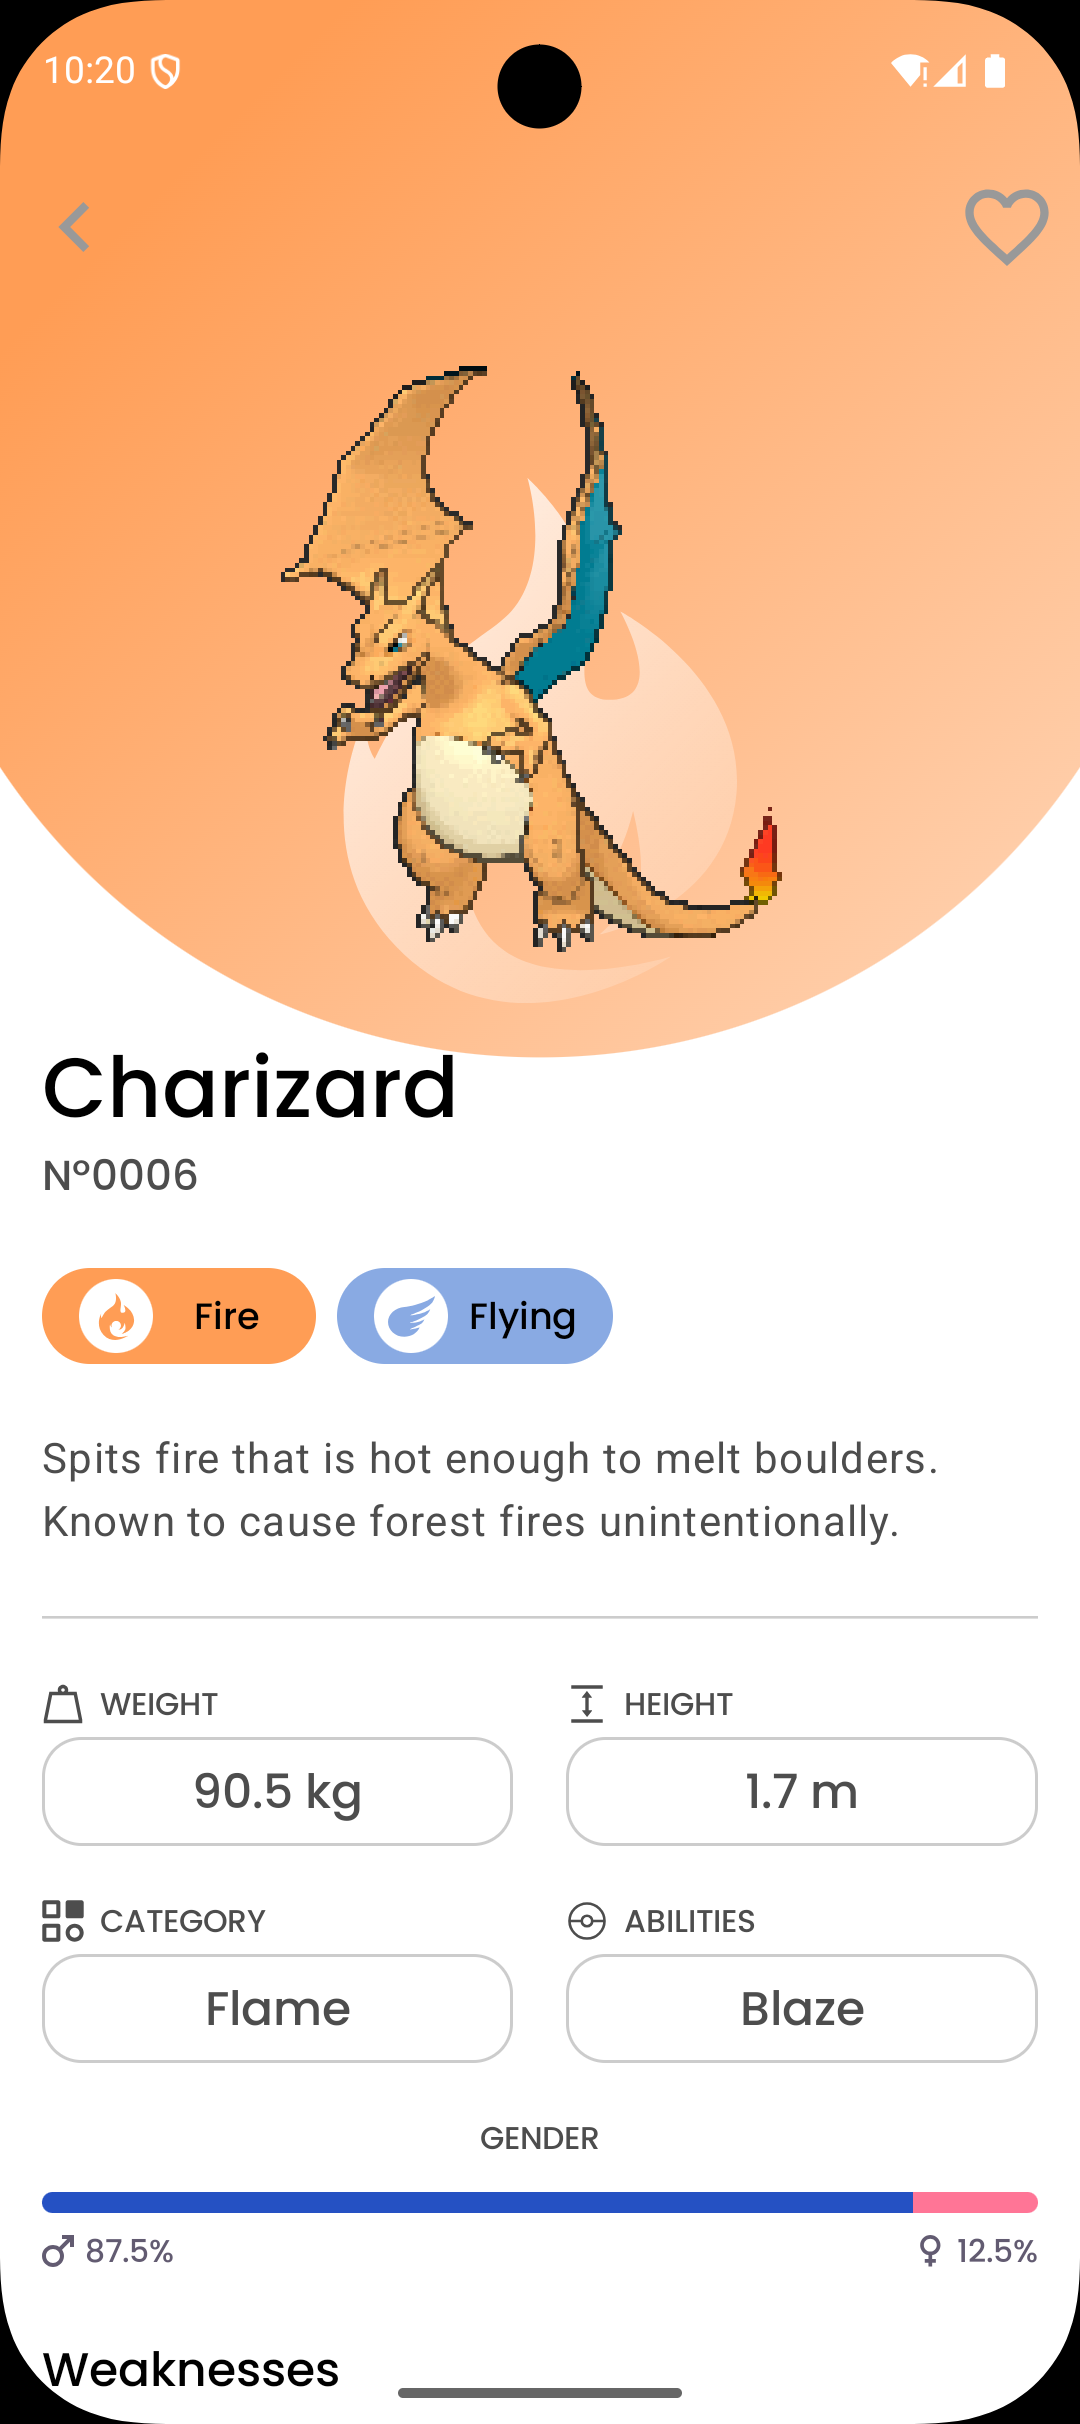 10:20
Charizard
N°0006
Fire
Flying
Spits fire that is hot enough to melt boulders.
Known to cause forest fires unintentionally.
WEIGHT
HEIGHT
90.5 kg
1.7 m
CATEGORY
ABILITIES
Flame
Blaze
GENDER
♂ 87.5%
♀ 12.5%
Weaknesses